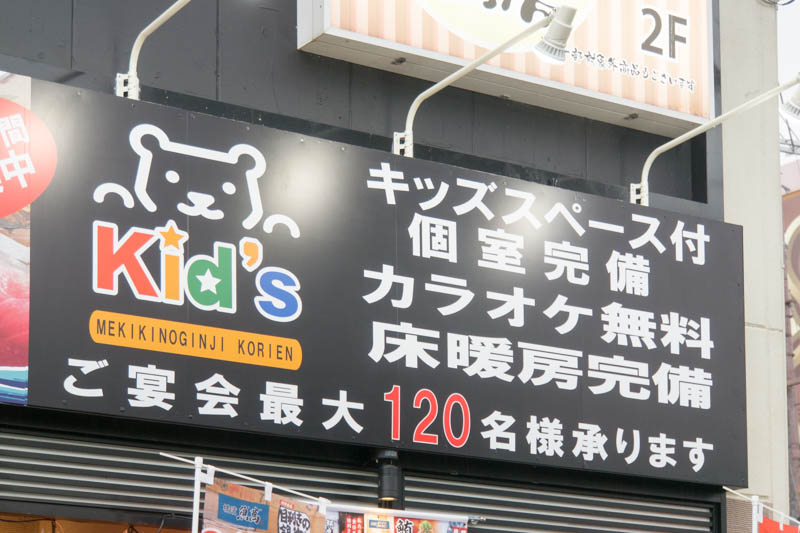 2F
間
中
Kid's
MEKIKINOGINJI KORIEN
キッズスペース付
個室完備
カラオケ無料
床暖房完備
ご宴会最大120名様承ります